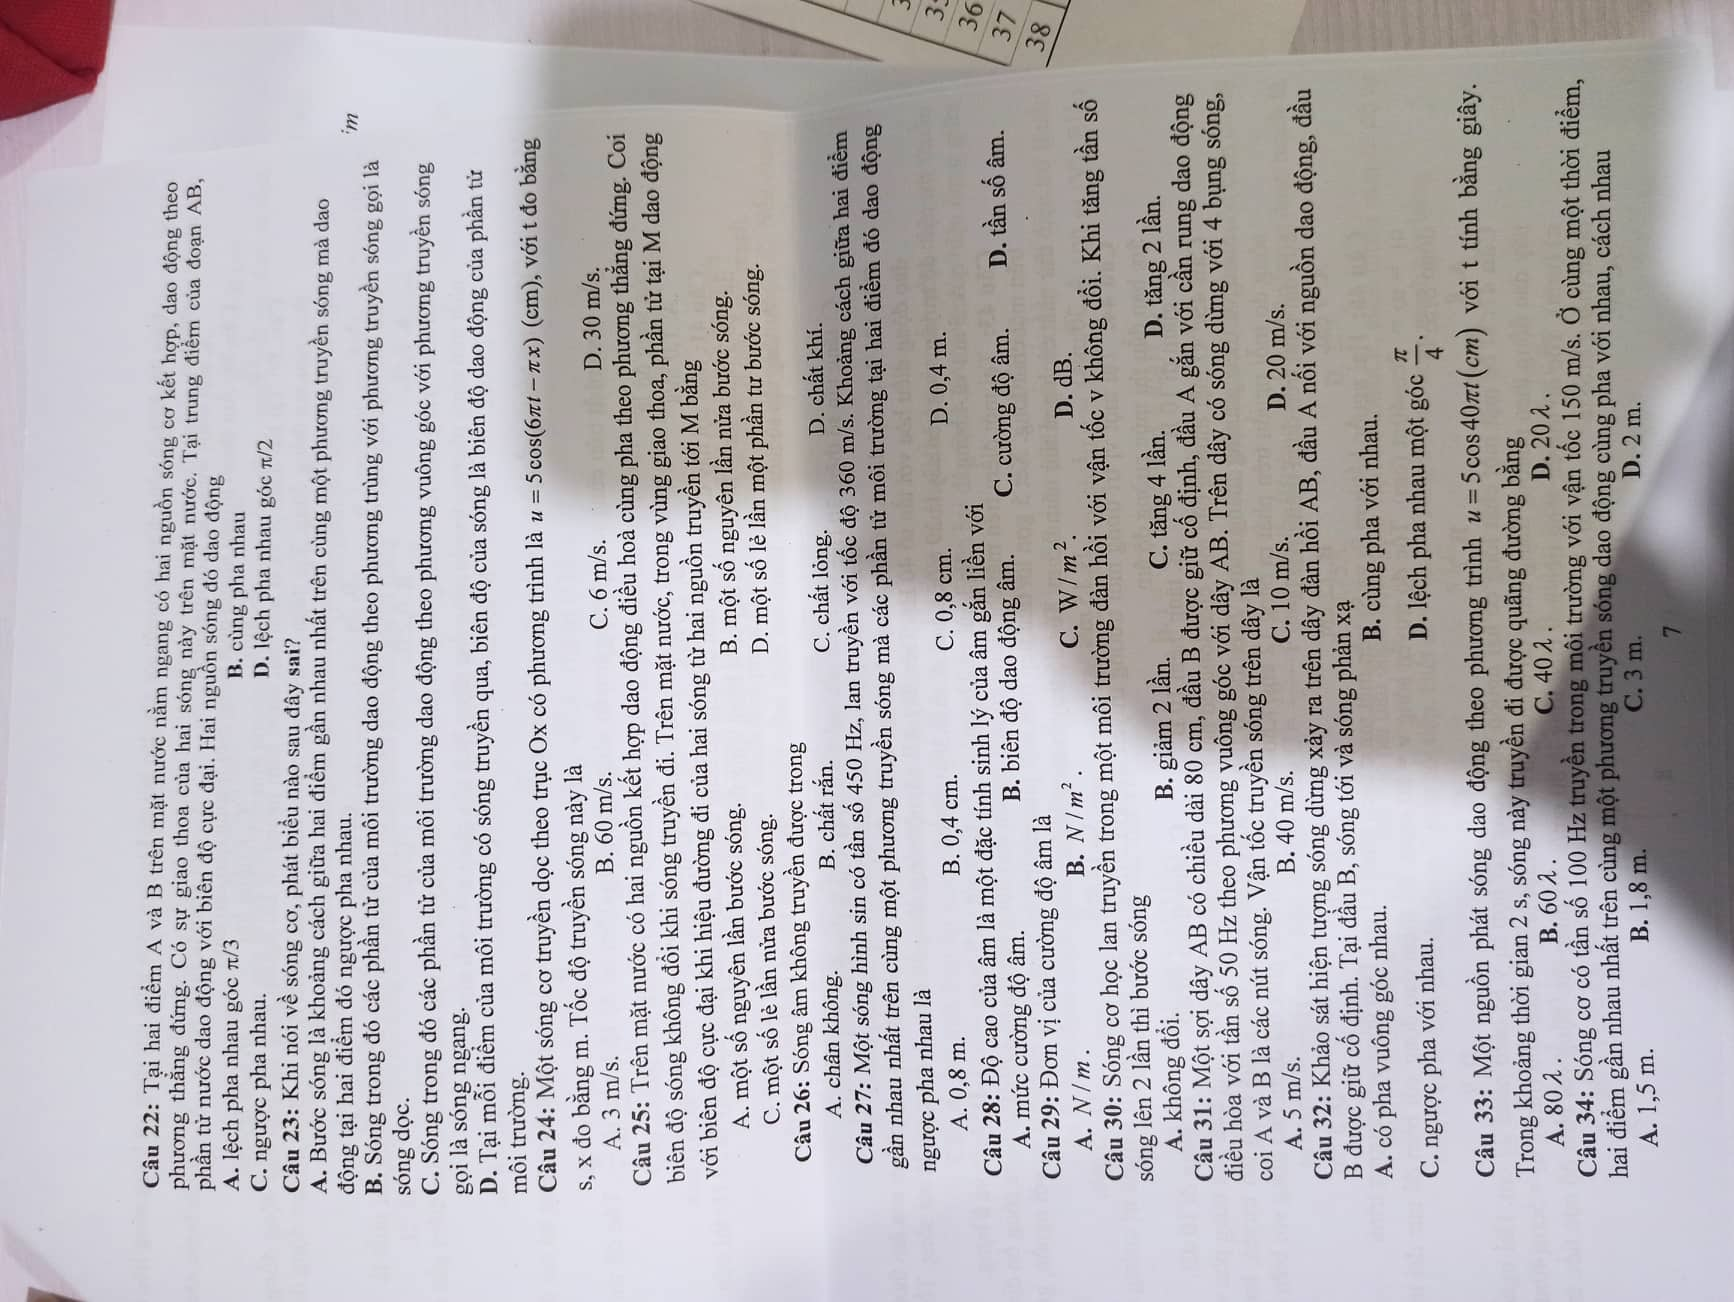 Câu 22: Tại hai điểm A và B trên mặt nước nằm ngang có hai nguồn sóng cơ kết hợp, dao động theo
phương thẳng đứng. Có sự giao thoa của hai sóng này trên mặt nước. Tại trung điểm của đoạn AB,
phần tử nước dao động với biên độ cực đại. Hai nguồn sóng đó dao động
A. lệch pha nhau góc π/3 B. cùng pha nhau
C. ngược pha nhau. D. lệch pha nhau góc π/2
Câu 23: Khi nói về sóng cơ, phát biểu nào sau đây sai?
A. Bước sóng là khoảng cách giữa hai điểm gần nhau nhất trên cùng một phương truyền sóng mà dao
động tại hai điểm đó ngược pha nhau.
B. Sóng trong đó các phần tử của môi trường dao động theo phương trùng với phương truyền sóng gọi là
sóng dọc.
C. Sóng trong đó các phần tử của môi trường dao động theo phương vuông góc với phương truyền sóng
gọi là sóng ngang.
D. Tại mỗi điểm của môi trường có sóng truyền qua, biên độ của sóng là biên độ dao động của phần tử
môi trường.
Câu 24: Một sóng cơ truyền dọc theo trục Ox có phương trình là u = 5cos(6πt − πx) (cm), với t đo bằng
s, x đo bằng m. Tốc độ truyền sóng này là
A. 3 m/s. B. 60 m/s. C. 6 m/s. D. 30 m/s.
Câu 25: Trên mặt nước có hai nguồn kết hợp dao động điều hoà cùng pha theo phương thẳng đứng. Coi
biên độ sóng không đổi khi sóng truyền đi. Trên mặt nước, trong vùng giao thoa, phần tử tại M dao động
với biên độ cực đại khi hiệu đường đi của hai sóng từ hai nguồn truyền tới M bằng
A. một số nguyên lần bước sóng. B. một số nguyên lần nửa bước sóng.
C. một số lẻ lần nửa bước sóng. D. một số lẻ lần một phần tư bước sóng.
Câu 26: Sóng âm không truyền được trong
A. chân không. B. chất rắn. C. chất lỏng. D. chất khí.
Câu 27: Một sóng hình sin có tần số 450 Hz, lan truyền với tốc độ 360 m/s. Khoảng cách giữa hai điểm
gần nhau nhất trên cùng một phương truyền sóng mà các phần tử môi trường tại hai điểm đó dao động
ngược pha nhau là
A. 0,8 m. B. 0,4 cm. C. 0,8 cm. D. 0,4 m.
Câu 28: Độ cao của âm là một đặc tính sinh lý của âm gắn liền với
A. mức cường độ âm. B. biên độ dao động âm. C. cường độ âm. D. tần số âm.
Câu 29: Đơn vị của cường độ âm là
A. N/m. B. N/m². C. W/m². D. dB.
Câu 30: Sóng cơ học lan truyền trong một môi trường đàn hồi với vận tốc v không đổi. Khi tăng tần số
sóng lên 2 lần thì bước sóng
A. không đổi. B. giảm 2 lần. C. tăng 4 lần. D. tăng 2 lần.
Câu 31: Một sợi dây AB có chiều dài 80 cm, đầu B được giữ cố định, đầu A gắn với cần rung dao động
điều hòa với tần số 50 Hz theo phương vuông góc với dây AB. Trên dây có sóng dừng với 4 bụng sóng,
coi A và B là các nút sóng. Vận tốc truyền sóng trên dây là
A. 5 m/s. B. 40 m/s. C. 10 m/s. D. 20 m/s.
Câu 32: Khảo sát hiện tượng sóng dừng xảy ra trên dây đàn hồi AB, đầu A nối với nguồn dao động, đầu
B được giữ cố định. Tại đầu B, sóng tới và sóng phản xạ
A. có pha vuông góc nhau. B. cùng pha với nhau.
C. ngược pha với nhau. D. lệch pha nhau một góc π/4.
Câu 33: Một nguồn phát sóng dao động theo phương trình u = 5cos40πt(cm) với t tính bằng giây.
Trong khoảng thời gian 2 s, sóng này truyền đi được quãng đường bằng
A. 80λ. B. 60λ. C. 40λ. D. 20λ.
Câu 34: Sóng cơ có tần số 100 Hz truyền trong môi trường với vận tốc 150 m/s. Ở cùng một thời điểm,
hai điểm gần nhau nhất trên cùng một phương truyền sóng dao động cùng pha với nhau, cách nhau
A. 1,5 m. B. 1,8 m. C. 3 m. D. 2 m.
7
36
37
38